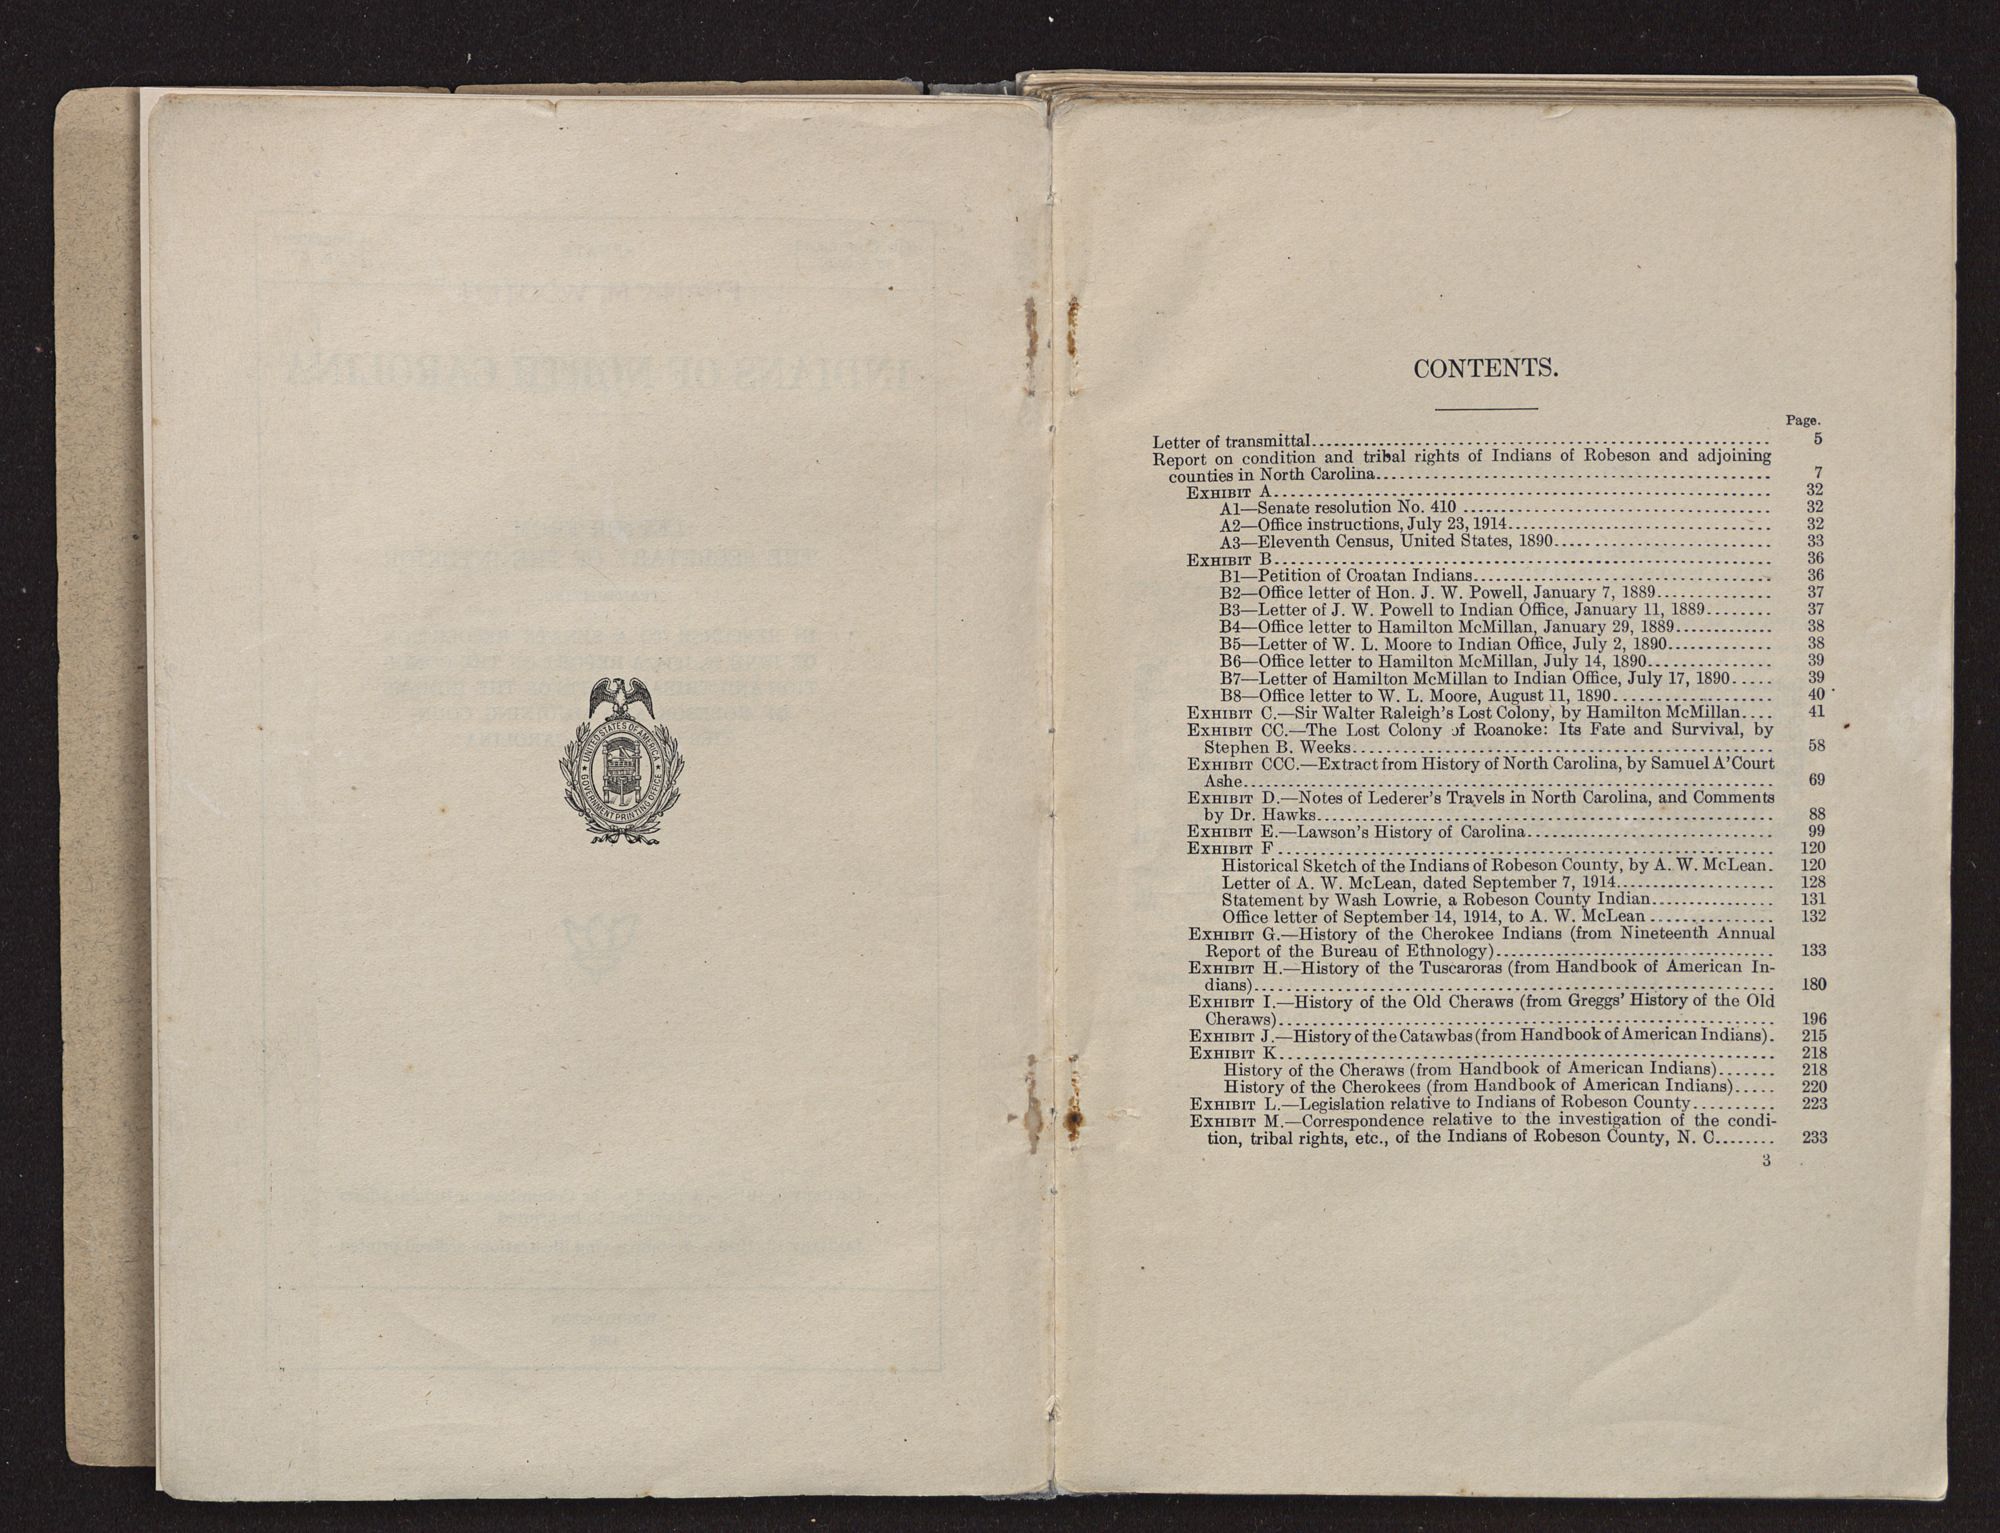 UNITED STATES OF AMERICA
GOVERNMENT PRINTING OFFICE
CONTENTS.
Page.
Letter of transmittal 5
Report on condition and tribal rights of Indians of Robeson and adjoining
counties in North Carolina 7
EXHIBIT A 32
A1—Senate resolution No. 410 32
A2—Office instructions, July 23, 1914 32
A3—Eleventh Census, United States, 1890 33
EXHIBIT B 36
B1—Petition of Croatan Indians 36
B2—Office letter of Hon. J. W. Powell, January 7, 1889 37
B3—Letter of J. W. Powell to Indian Office, January 11, 1889 37
B4—Office letter to Hamilton McMillan, January 29, 1889 38
B5—Letter of W. L. Moore to Indian Office, July 2, 1890 38
B6—Office letter to Hamilton McMillan, July 14, 1890 39
B7—Letter of Hamilton McMillan to Indian Office, July 17, 1890 39
B8—Office letter to W. L. Moore, August 11, 1890 40
EXHIBIT C.—Sir Walter Raleigh's Lost Colony, by Hamilton McMillan 41
EXHIBIT CC.—The Lost Colony of Roanoke: Its Fate and Survival, by
Stephen B. Weeks 58
EXHIBIT CCC.—Extract from History of North Carolina, by Samuel A'Court
Ashe 69
EXHIBIT D.—Notes of Lederer's Travels in North Carolina, and Comments
by Dr. Hawks 88
EXHIBIT E.—Lawson's History of Carolina 99
EXHIBIT F 120
Historical Sketch of the Indians of Robeson County, by A. W. McLean. 120
Letter of A. W. McLean, dated September 7, 1914 128
Statement by Wash Lowrie, a Robeson County Indian 131
Office letter of September 14, 1914, to A. W. McLean 132
EXHIBIT G.—History of the Cherokee Indians (from Nineteenth Annual
Report of the Bureau of Ethnology) 133
EXHIBIT H.—History of the Tuscaroras (from Handbook of American In-
dians) 180
EXHIBIT I.—History of the Old Cheraws (from Greggs' History of the Old
Cheraws) 196
EXHIBIT J.—History of the Catawbas (from Handbook of American Indians). 215
EXHIBIT K 218
History of the Cheraws (from Handbook of American Indians) 218
History of the Cherokees (from Handbook of American Indians) 220
EXHIBIT L.—Legislation relative to Indians of Robeson County 223
EXHIBIT M.—Correspondence relative to the investigation of the condi-
tion, tribal rights, etc., of the Indians of Robeson County, N. C. 233
3